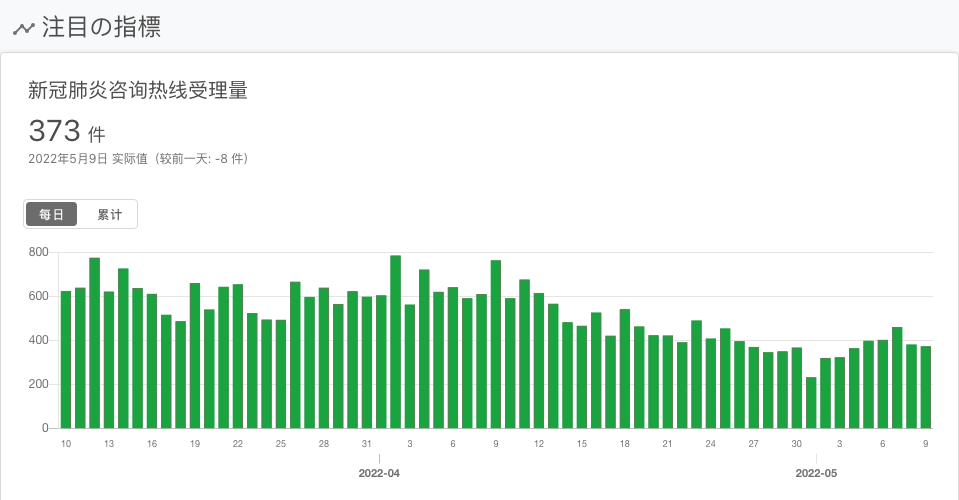 注目の指標
新冠肺炎咨询热线受理量
373 件
2022年5月9日 实际值（较前一天: -8 件）
每日 累计
800
600
400
200
0
10 13 16 19 22 25 28 31 3 6 9 12 15 18 21 24 27 30 3 6 9
2022-04 2022-05